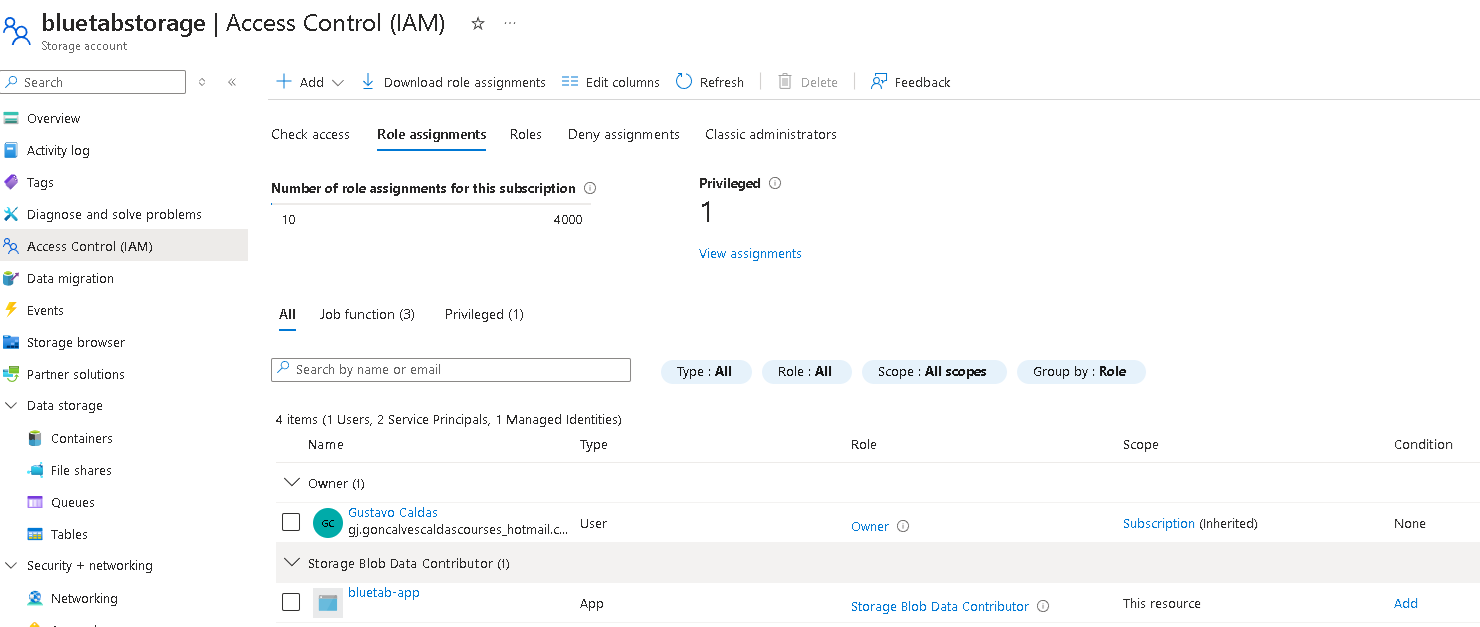 bluetabstorage | Access Control (IAM)
Storage account
Search
Add
Download role assignments
Edit columns
Refresh
Delete
Feedback
Overview
Activity log
Tags
Diagnose and solve problems
Access Control (IAM)
Data migration
Events
Storage browser
Partner solutions
Data storage
Containers
File shares
Queues
Tables
Security + networking
Networking
Check access
Role assignments
Roles
Deny assignments
Classic administrators
Number of role assignments for this subscription
10
4000
Privileged
1
View assignments
All
Job function (3)
Privileged (1)
Search by name or email
Type : All
Role : All
Scope : All scopes
Group by : Role
4 items (1 Users, 2 Service Principals, 1 Managed Identities)
Name
Type
Role
Scope
Condition
Owner (1)
GC
Gustavo Caldas
gj.goncalvescaldascourses_hotmail.c...
User
Owner
Subscription (Inherited)
None
Storage Blob Data Contributor (1)
bluetab-app
App
Storage Blob Data Contributor
This resource
Add